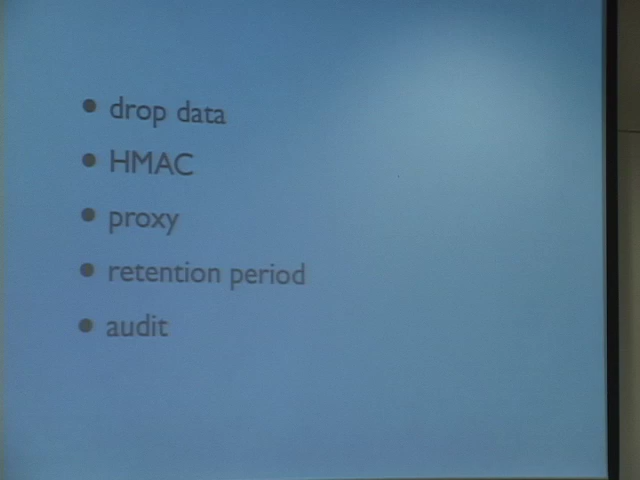 • drop data
• HMAC
• proxy
• retention period
• audit